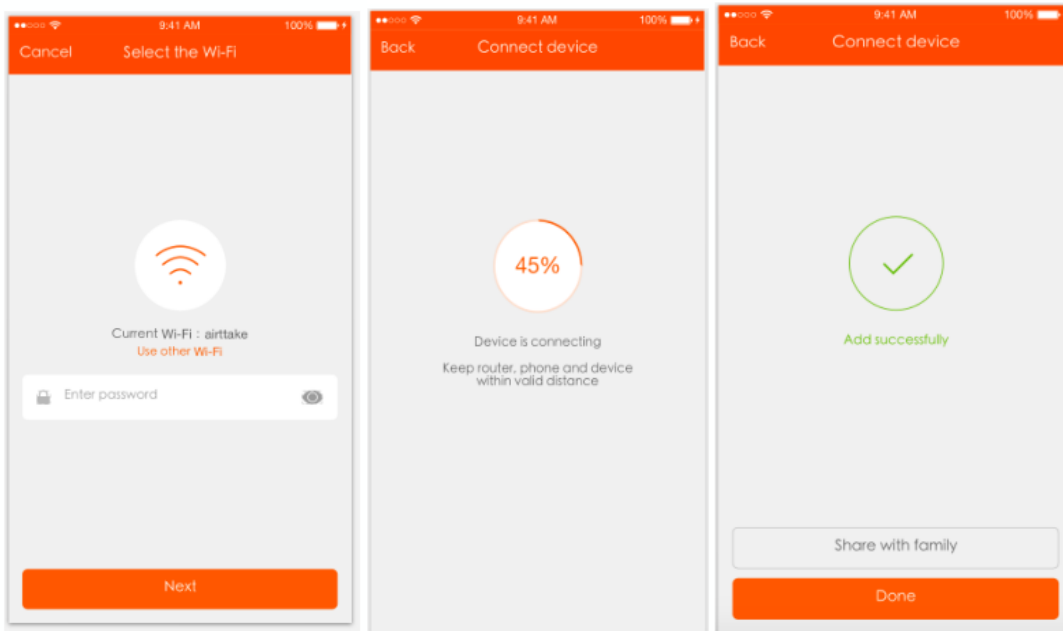 9:41 AM
100%
Cancel
Select the Wi-Fi
Current Wi-Fi : airttake
Use other Wi-Fi
Enter password
Next
9:41 AM
100%
Back
Connect device
45%
Device is connecting
Keep router, phone and device
within valid distance
9:41 AM
100%
Back
Connect device
Add successfully
Share with family
Done